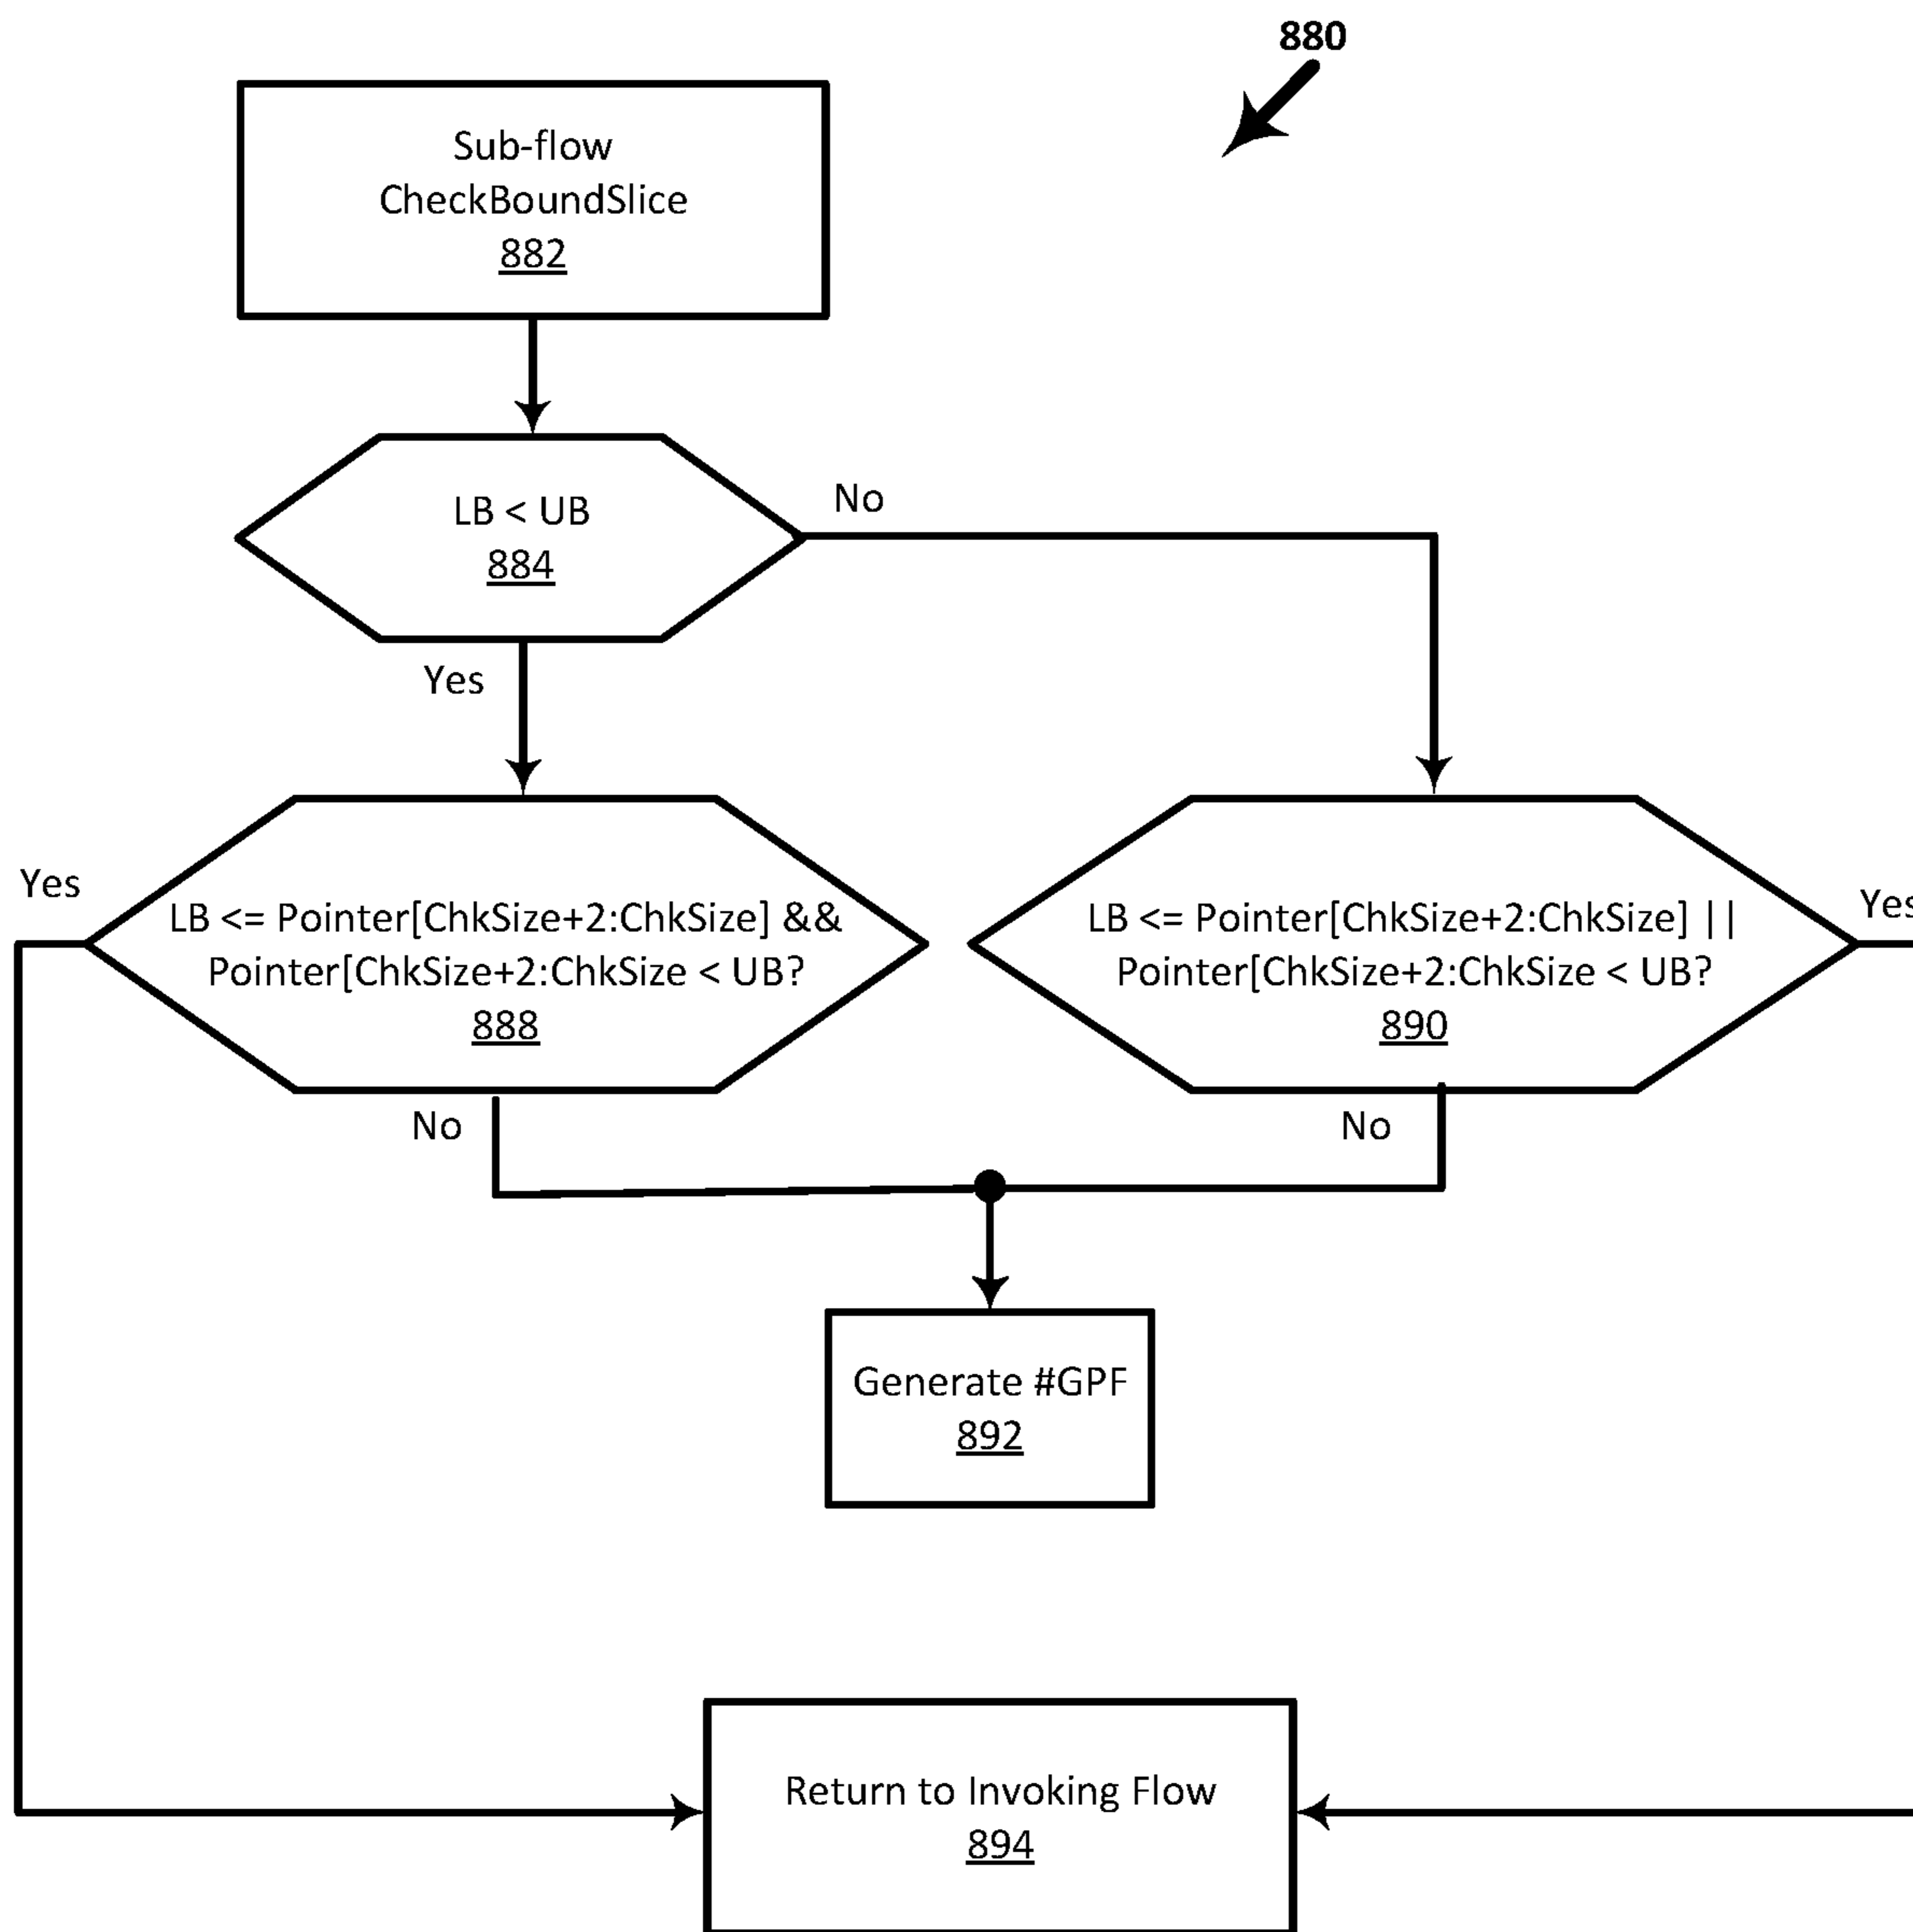 880
Sub-flow
CheckBoundSlice
882
LB < UB
884
No
Yes
Yes
LB <= Pointer[ChkSize+2:ChkSize] &&
Pointer[ChkSize+2:ChkSize < UB?
888
LB <= Pointer[ChkSize+2:ChkSize] ||
Pointer[ChkSize+2:ChkSize < UB?
890
Yes
No
No
Generate #GPF
892
Return to Invoking Flow
894